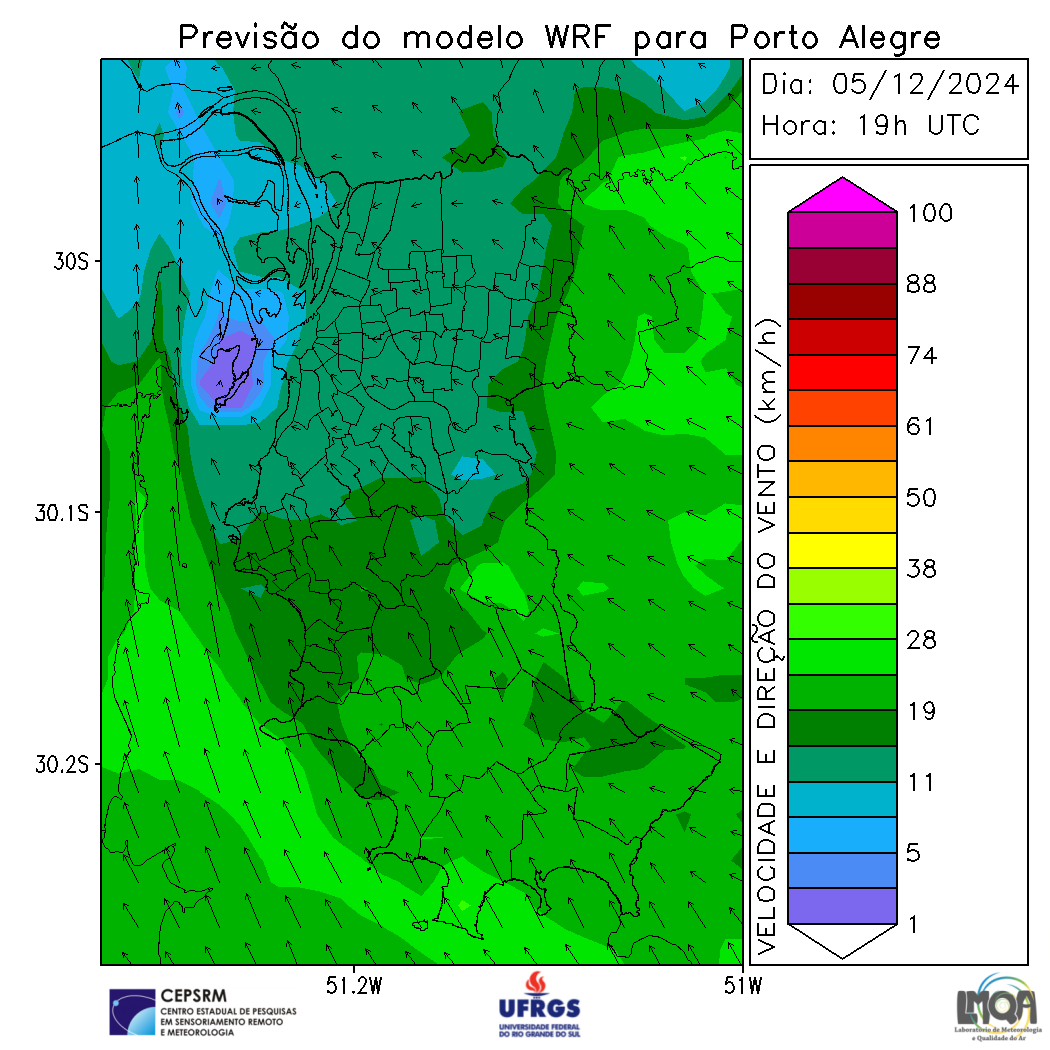 Previsão do modelo WRF para Porto Alegre
Dia: 05/12/2024
Hora: 19h UTC
30S
30.1S
30.2S
51.2W
51W
VELOCIDADE E DIREÇÃO DO VENTO (km/h)
100
88
74
61
50
38
28
19
11
5
1
CEPSRM
CENTRO ESTADUAL DE PESQUISAS
EM SENSORIAMENTO REMOTO
E METEOROLOGIA
UFRGS
UNIVERSIDADE FEDERAL
DO RIO GRANDE DO SUL
LMQA
Laboratório de Meteorologia
e Qualidade do Ar